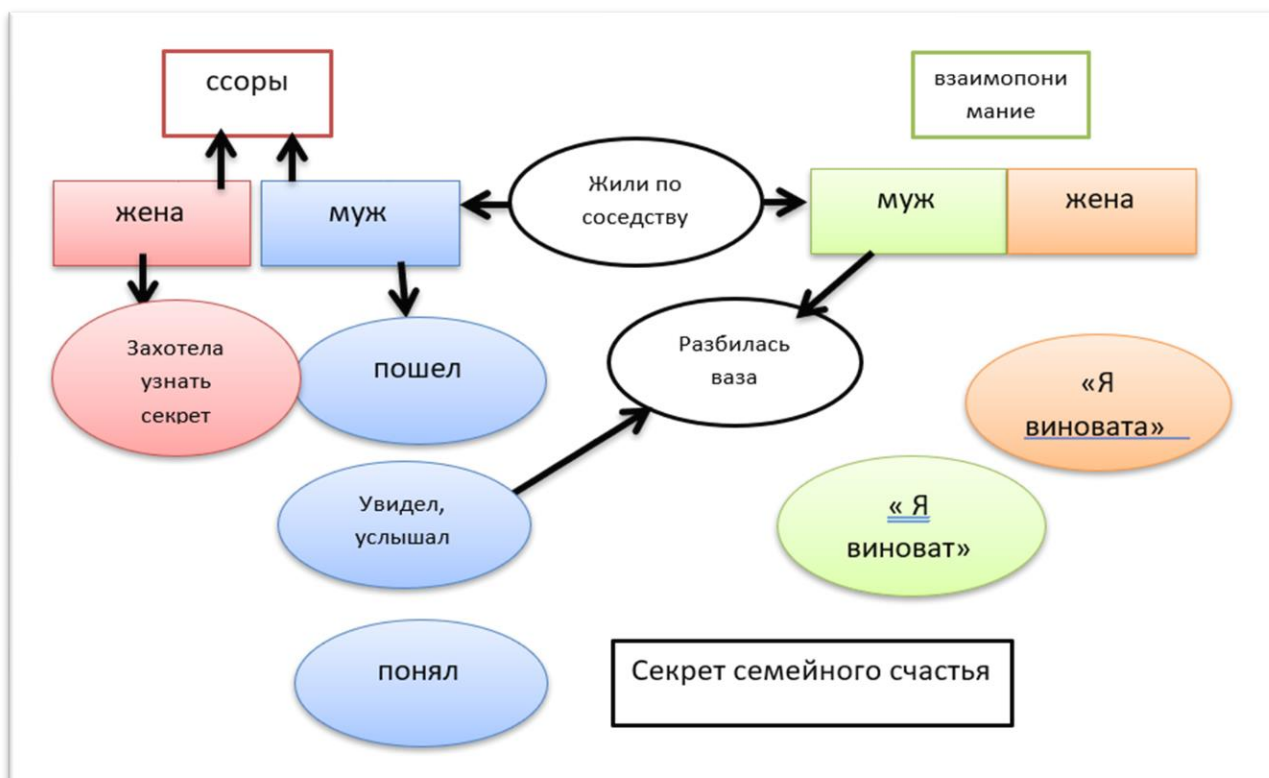 ссоры
взаимопони
мание
жена
муж
Жили по
соседству
муж
жена
Захотела
узнать
секрет
пошел
Разбилась
ваза
«Я
виновата»
Увидел,
услышал
« Я
виноват»
понял
Секрет семейного счастья